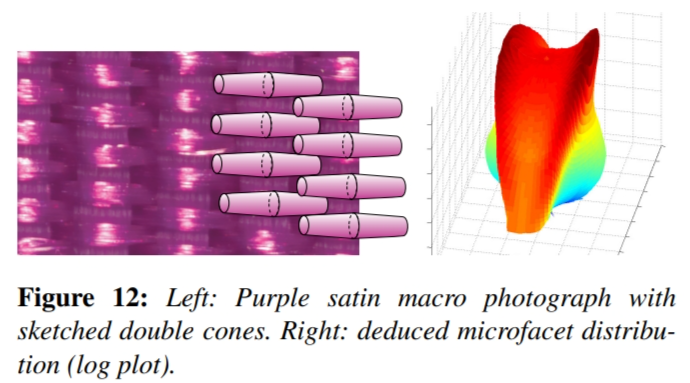 Figure 12: Left: Purple satin macro photograph with
sketched double cones. Right: deduced microfacet distribu-
tion (log plot).